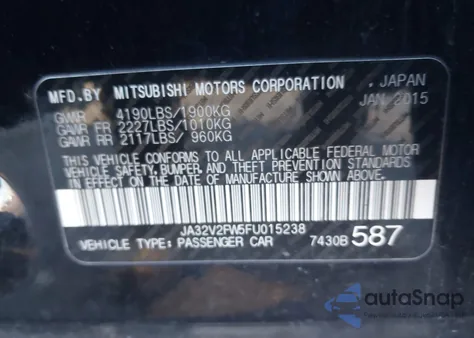 MFD.BY MITSUBISHI MOTORS CORPORATION JAPAN
JAN 2015
GVWR 4190LBS/1900KG
GAWR FR 2227LBS/1010KG
GAWR RR 2117LBS/ 960KG
THIS VEHICLE CONFORMS TO ALL APPLICABLE FEDERAL MOTOR
VEHICLE SAFETY, BUMPER, AND THEFT PREVENTION STANDARDS
IN EFFECT ON THE DATE OF MANUFACTURE SHOWN ABOVE.
JA32V2FW5FU015238
VEHICLE TYPE: PASSENGER CAR 7430B 587
autoSnap